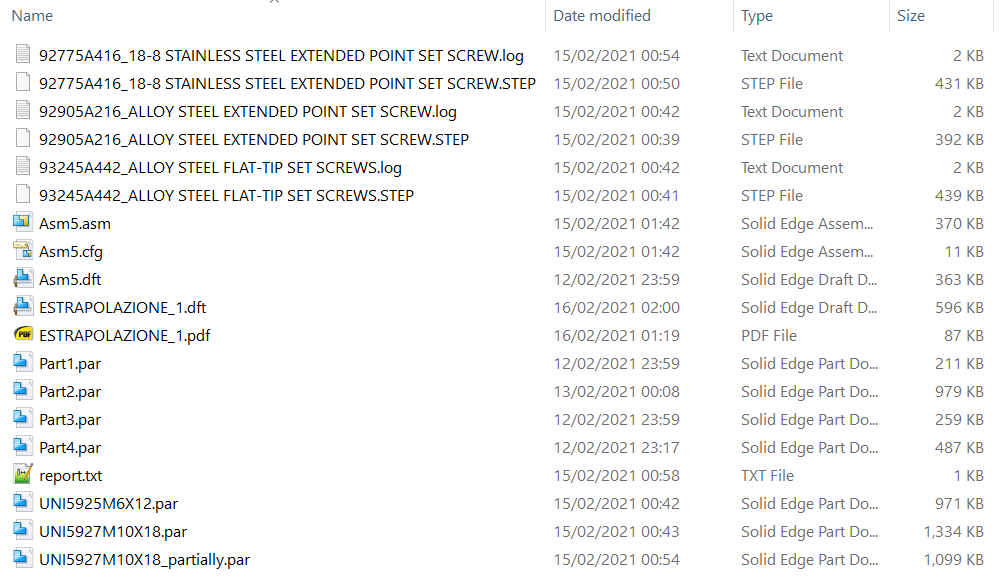 Name Date modified Type Size
92775A416_18-8 STAINLESS STEEL EXTENDED POINT SET SCREW.log 15/02/2021 00:54 Text Document 2 KB
92775A416_18-8 STAINLESS STEEL EXTENDED POINT SET SCREW.STEP 15/02/2021 00:50 STEP File 431 KB
92905A216_ALLOY STEEL EXTENDED POINT SET SCREW.log 15/02/2021 00:42 Text Document 2 KB
92905A216_ALLOY STEEL EXTENDED POINT SET SCREW.STEP 15/02/2021 00:39 STEP File 392 KB
93245A442_ALLOY STEEL FLAT-TIP SET SCREWS.log 15/02/2021 00:42 Text Document 2 KB
93245A442_ALLOY STEEL FLAT-TIP SET SCREWS.STEP 15/02/2021 00:41 STEP File 439 KB
Asm5.asm 15/02/2021 01:42 Solid Edge Assem... 370 KB
Asm5.cfg 15/02/2021 01:42 Solid Edge Assem... 11 KB
Asm5.dft 12/02/2021 23:59 Solid Edge Draft D... 363 KB
ESTRAPOLAZIONE_1.dft 16/02/2021 02:00 Solid Edge Draft D... 596 KB
PDF ESTRAPOLAZIONE_1.pdf 16/02/2021 01:19 PDF File 87 KB
Part1.par 12/02/2021 23:59 Solid Edge Part Do... 211 KB
Part2.par 13/02/2021 00:08 Solid Edge Part Do... 979 KB
Part3.par 12/02/2021 23:59 Solid Edge Part Do... 259 KB
Part4.par 12/02/2021 23:17 Solid Edge Part Do... 487 KB
report.txt 15/02/2021 00:58 TXT File 1 KB
UNI5925M6X12.par 15/02/2021 00:42 Solid Edge Part Do... 971 KB
UNI5927M10X18.par 15/02/2021 00:43 Solid Edge Part Do... 1,334 KB
UNI5927M10X18_partially.par 15/02/2021 00:54 Solid Edge Part Do... 1,099 KB